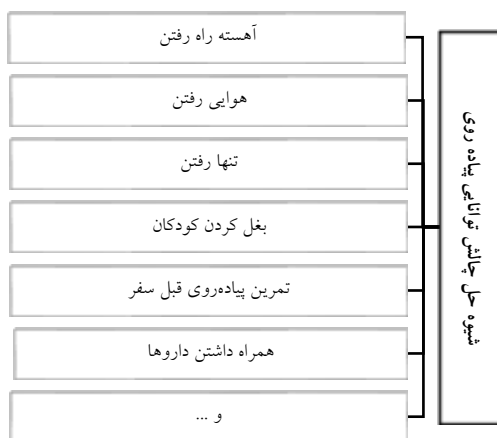 شیوه حل چالش توانایی پیاده روی
آهسته راه رفتن
هوایی رفتن
تنها رفتن
بغل کردن کودکان
تمرین پیاده‌روی قبل سفر
همراه داشتن داروها
و ...